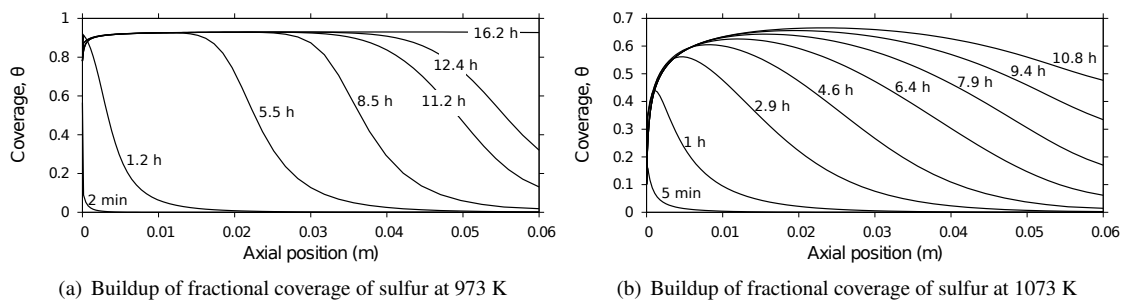 1
0.8
0.6
0.4
0.2
0
Coverage, θ
0 0.01 0.02 0.03 0.04 0.05 0.06
Axial position (m)
2 min
1.2 h
5.5 h
8.5 h
11.2 h
12.4 h
16.2 h
(a) Buildup of fractional coverage of sulfur at 973 K
0.7
0.6
0.5
0.4
0.3
0.2
0.1
0
Coverage, θ
0 0.01 0.02 0.03 0.04 0.05 0.06
Axial position (m)
5 min
1 h
2.9 h
4.6 h
6.4 h
7.9 h
9.4 h
10.8 h
(b) Buildup of fractional coverage of sulfur at 1073 K